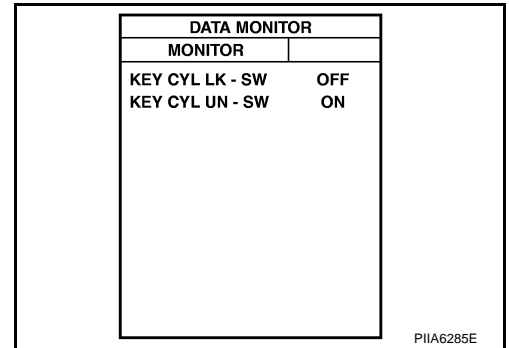 DATA MONITOR
MONITOR
KEY CYL LK - SW OFF
KEY CYL UN - SW ON
PIIA6285E